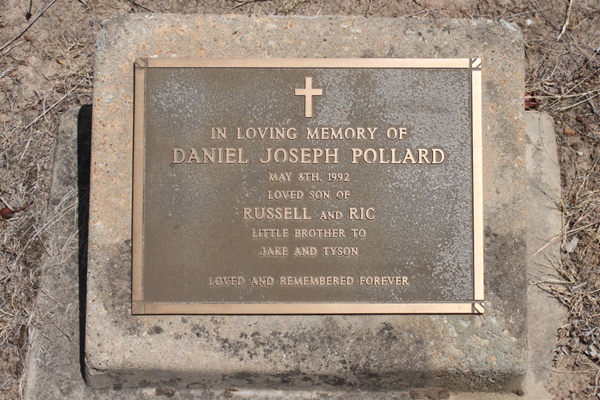 IN LOVING MEMORY OF
DANIEL JOSEPH POLLARD
MAY 8TH, 1992
LOVED SON OF
RUSSELL AND RIC
LITTLE BROTHER TO
JAKE AND TYSON
LOVED AND REMEMBERED FOREVER